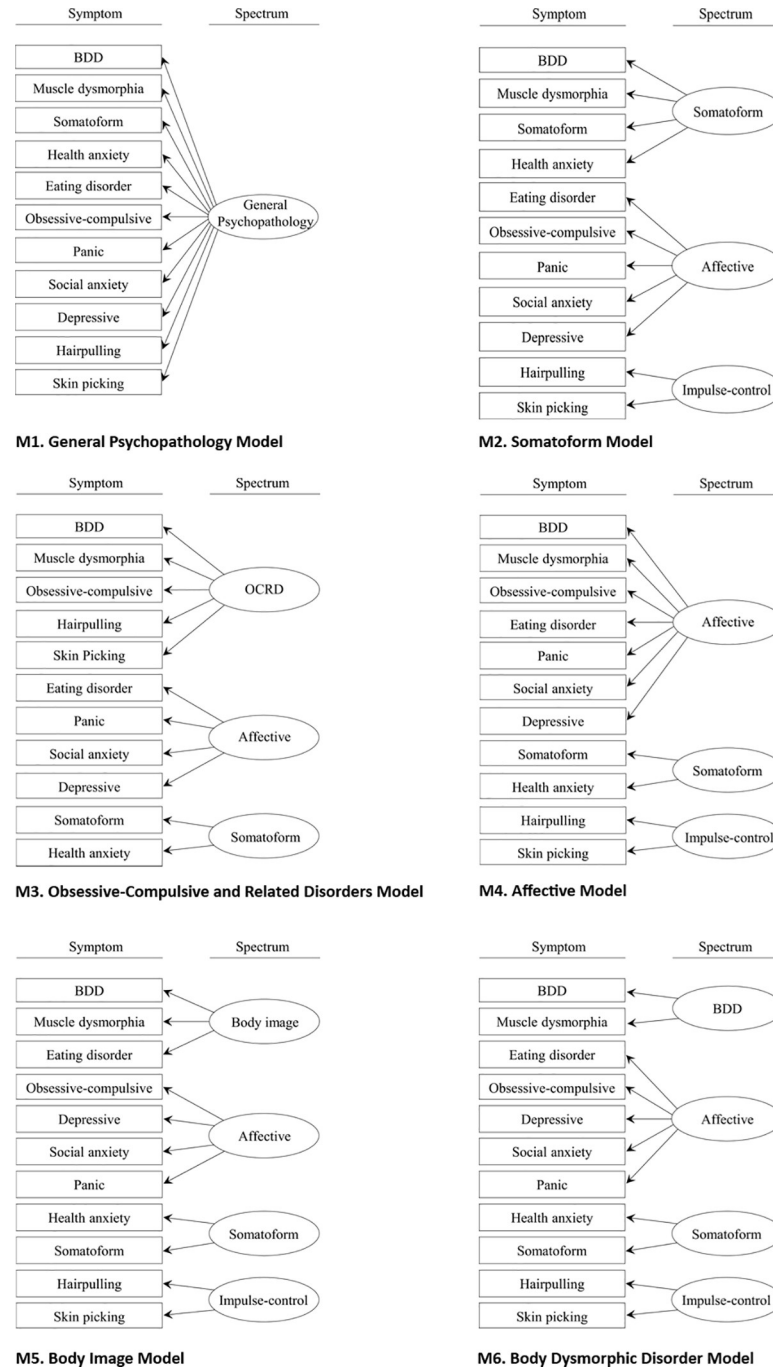 Symptom Spectrum
BDD
Muscle dysmorphia
Somatoform
Health anxiety
Eating disorder
Obsessive-compulsive
Panic
Social anxiety
Depressive
Hairpulling
Skin picking
General
Psychopathology
M1. General Psychopathology Model
Symptom Spectrum
BDD
Muscle dysmorphia
Somatoform
Health anxiety
Eating disorder
Obsessive-compulsive
Panic
Social anxiety
Depressive
Hairpulling
Skin picking
Somatoform
Affective
Impulse-control
M2. Somatoform Model
Symptom Spectrum
BDD
Muscle dysmorphia
Obsessive-compulsive
Hairpulling
Skin Picking
Eating disorder
Panic
Social anxiety
Depressive
Somatoform
Health anxiety
OCRD
Affective
Somatoform
M3. Obsessive-Compulsive and Related Disorders Model
Symptom Spectrum
BDD
Muscle dysmorphia
Obsessive-compulsive
Eating disorder
Panic
Social anxiety
Depressive
Somatoform
Health anxiety
Hairpulling
Skin picking
Affective
Somatoform
Impulse-control
M4. Affective Model
Symptom Spectrum
BDD
Muscle dysmorphia
Eating disorder
Obsessive-compulsive
Depressive
Social anxiety
Panic
Health anxiety
Somatoform
Hairpulling
Skin picking
Body image
Affective
Somatoform
Impulse-control
M5. Body Image Model
Symptom Spectrum
BDD
Muscle dysmorphia
Eating disorder
Obsessive-compulsive
Depressive
Social anxiety
Panic
Health anxiety
Somatoform
Hairpulling
Skin picking
BDD
Affective
Somatoform
Impulse-control
M6. Body Dysmorphic Disorder Model